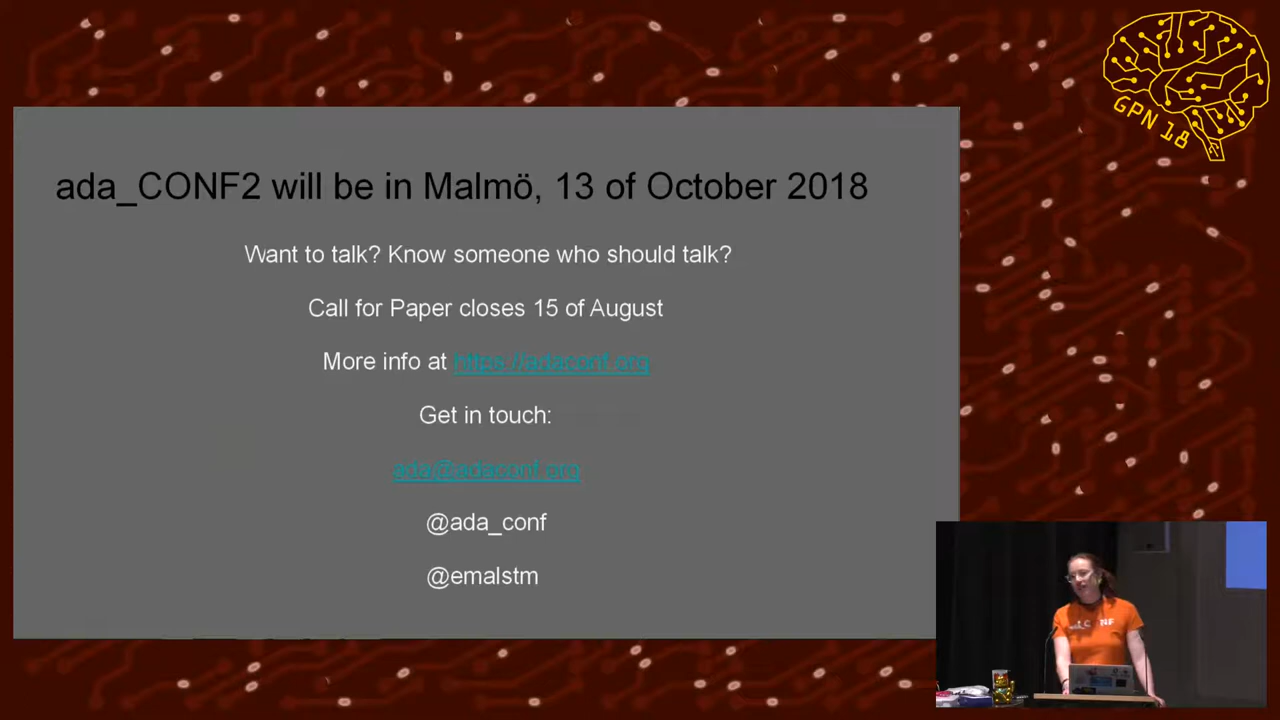 GPN 18
ada_CONF2 will be in Malmö, 13 of October 2018
Want to talk? Know someone who should talk?
Call for Paper closes 15 of August
More info at https://adaconf.org
Get in touch:
ada@adaconf.org
@ada_conf
@emalstm